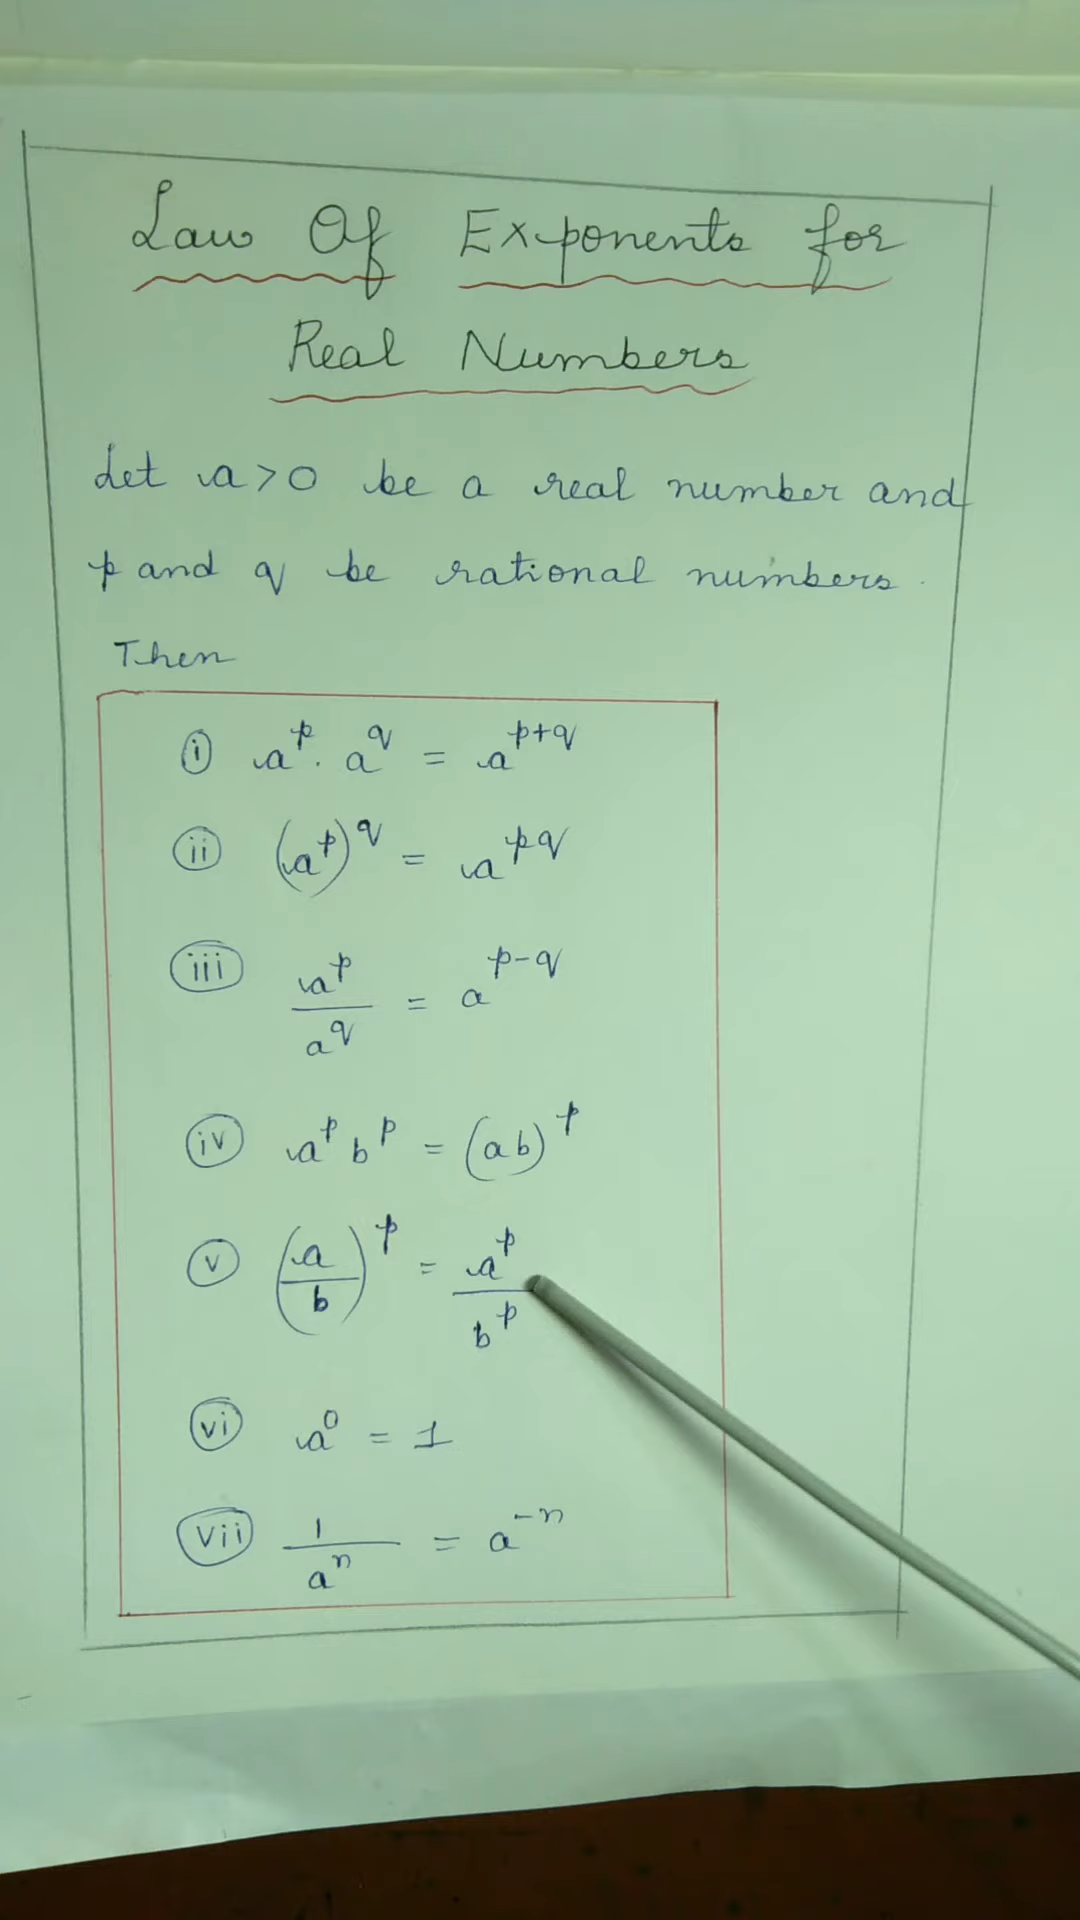 Law Of Exponents for
Real Numbers
Let a > 0 be a real number and
p and q be rational numbers.
Then
(i) a^p . a^q = a^{p+q}
(ii) (a^p)^q = a^{pq}
(iii) a^p / a^q = a^{p-q}
(iv) a^p b^p = (ab)^p
(v) (a/b)^p = a^p / b^p
(vi) a^0 = 1
(vii) 1 / a^n = a^{-n}